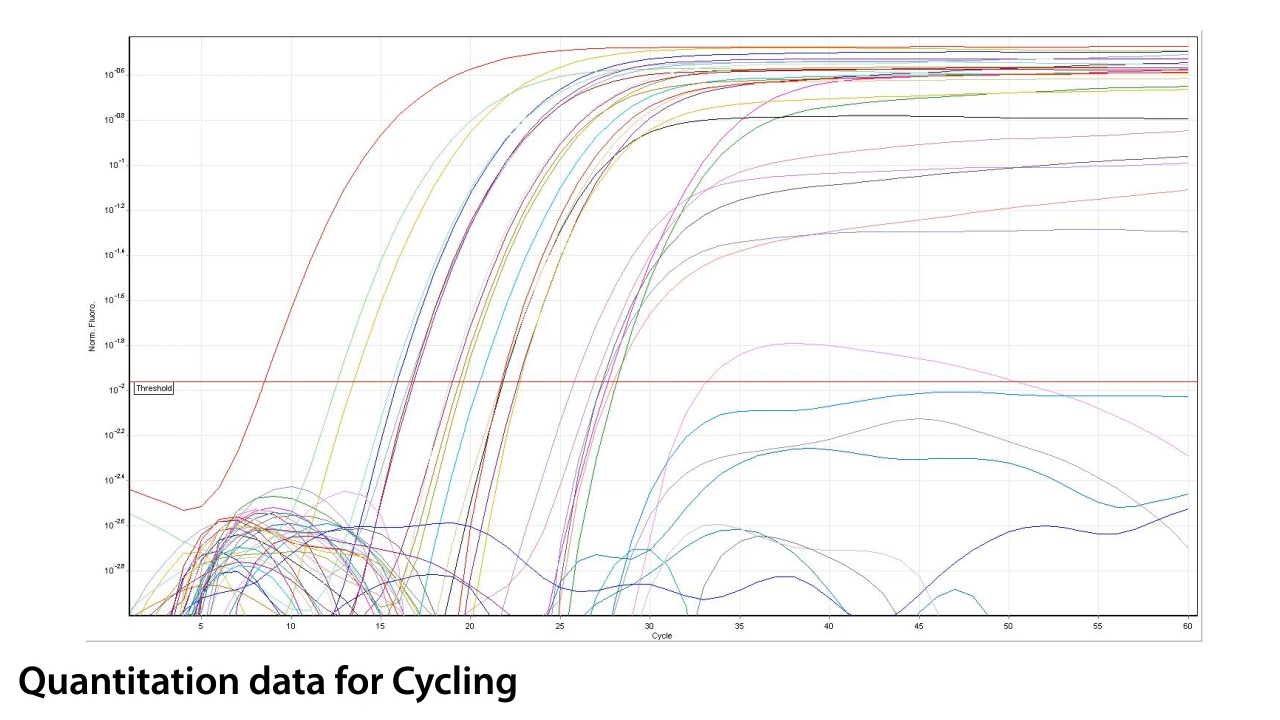 10^-0.6
10^-0.8
10^-1
10^-1.2
10^-1.4
10^-1.6
10^-1.8
10^-2
10^-2.2
10^-2.4
10^-2.6
10^-2.8
Norm. Fluoro.
Threshold
5 10 15 20 25 30 35 40 45 50 55 60
Cycle
Quantitation data for Cycling